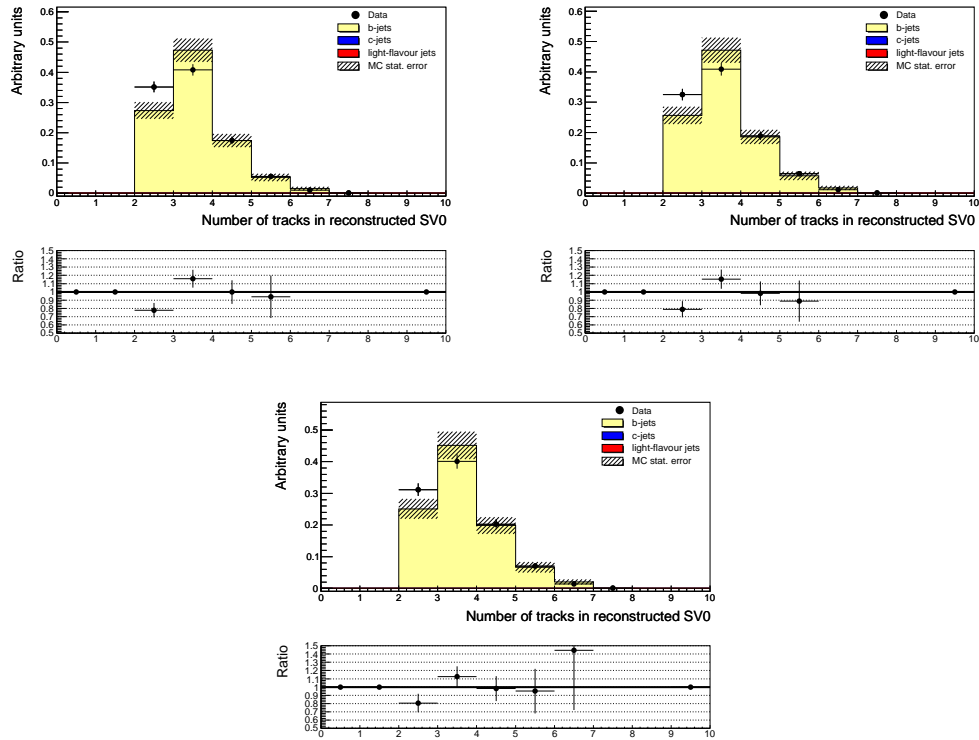 Arbitrary units
0.6
0.5
0.4
0.3
0.2
0.1
0
Data
b-jets
c-jets
light-flavour jets
MC stat. error
0 1 2 3 4 5 6 7 8 9 10
Number of tracks in reconstructed SV0
Ratio
1.5
1.4
1.3
1.2
1.1
1
0.9
0.8
0.7
0.6
0.5
0 1 2 3 4 5 6 7 8 9 10
Arbitrary units
0.6
0.5
0.4
0.3
0.2
0.1
0
Data
b-jets
c-jets
light-flavour jets
MC stat. error
0 1 2 3 4 5 6 7 8 9 10
Number of tracks in reconstructed SV0
Ratio
1.5
1.4
1.3
1.2
1.1
1
0.9
0.8
0.7
0.6
0.5
0 1 2 3 4 5 6 7 8 9 10
Arbitrary units
0.5
0.4
0.3
0.2
0.1
0
Data
b-jets
c-jets
light-flavour jets
MC stat. error
0 1 2 3 4 5 6 7 8 9 10
Number of tracks in reconstructed SV0
Ratio
1.5
1.4
1.3
1.2
1.1
1
0.9
0.8
0.7
0.6
0.5
0 1 2 3 4 5 6 7 8 9 10